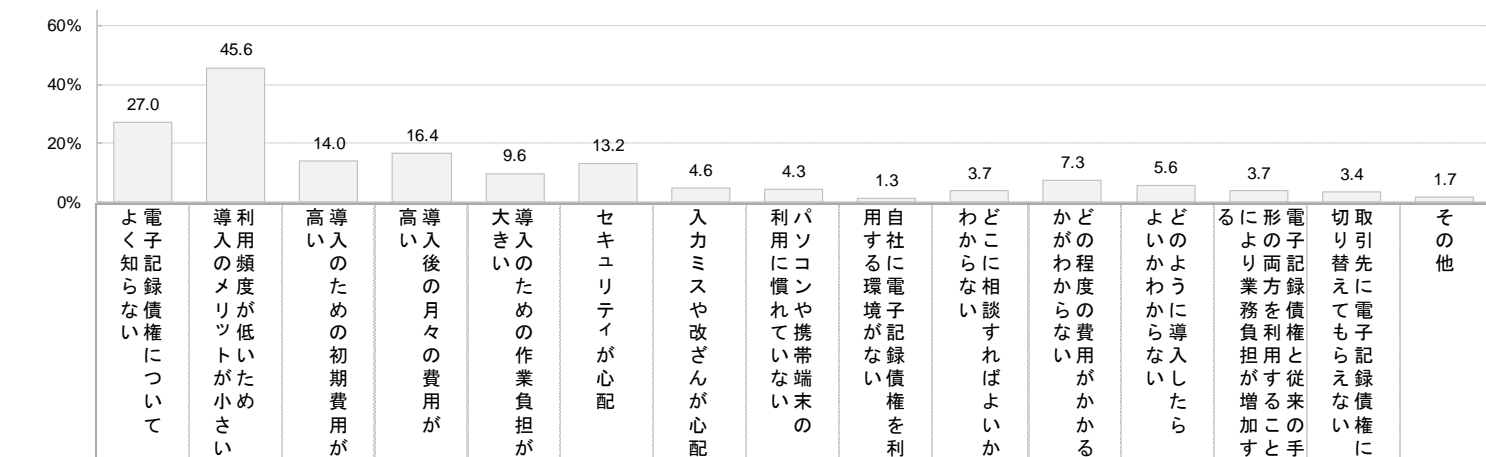 60%
40%
20%
0%
27.0
45.6
14.0
16.4
9.6
13.2
4.6
4.3
1.3
3.7
7.3
5.6
3.7
3.4
1.7
電子記録債権について
よく知らない
利用頻度が低いため
導入のメリットが小さい
導入のための初期費用が
高い
導入後の月々の費用が
高い
導入のための作業負担が
大きい
セキュリティが心配
入力ミスや改ざんが心配
パソコンや携帯端末の
利用に慣れていない
自社に電子記録債権を利
用する環境がない
どこに相談すればよいか
わからない
どの程度の費用がかかる
かがわからない
どのように導入したら
よいかわからない
電子記録債権と従来の手
形の両方を利用すること
により業務負担が増加す
る
取引先に電子記録債権に
切り替えてもらえない
その他